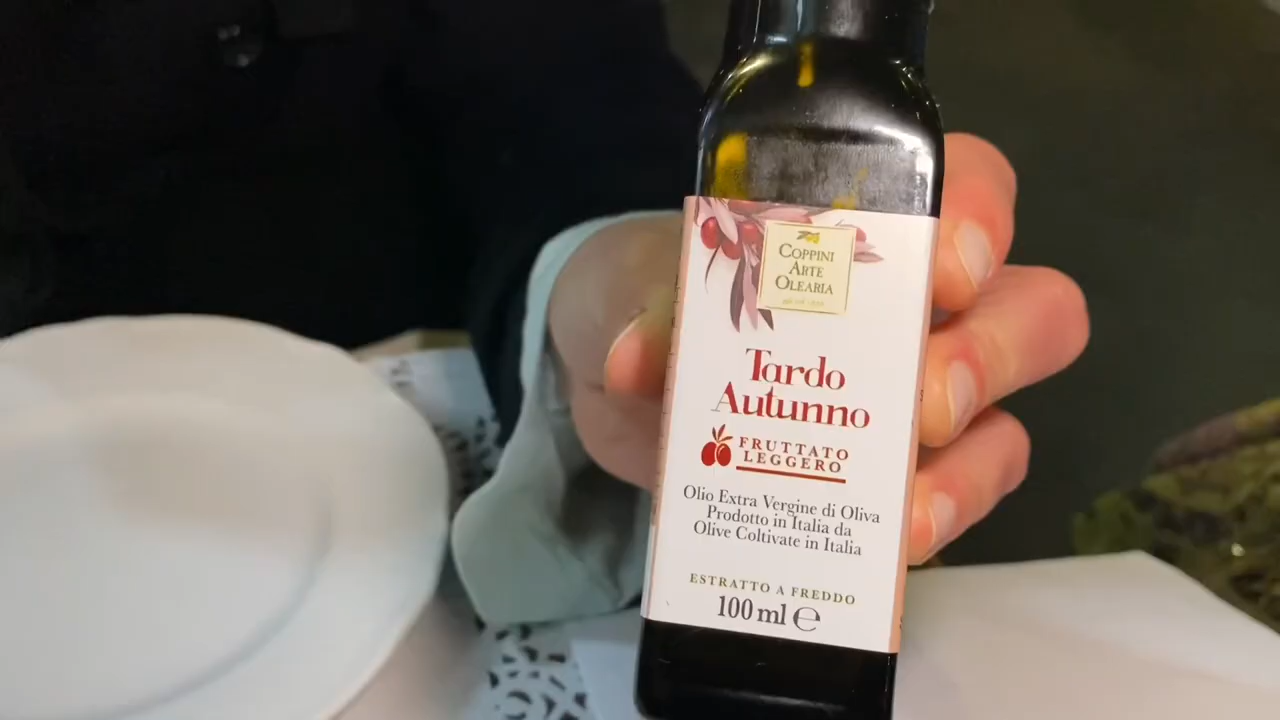 COPPINI
ARTE
OLEARIA
Tardo
Autunno
FRUTTATO
LEGGERO
Olio Extra Vergine di Oliva
Prodotto in Italia da
Olive Coltivate in Italia
ESTRATTO A FREDDO
100 ml ℮